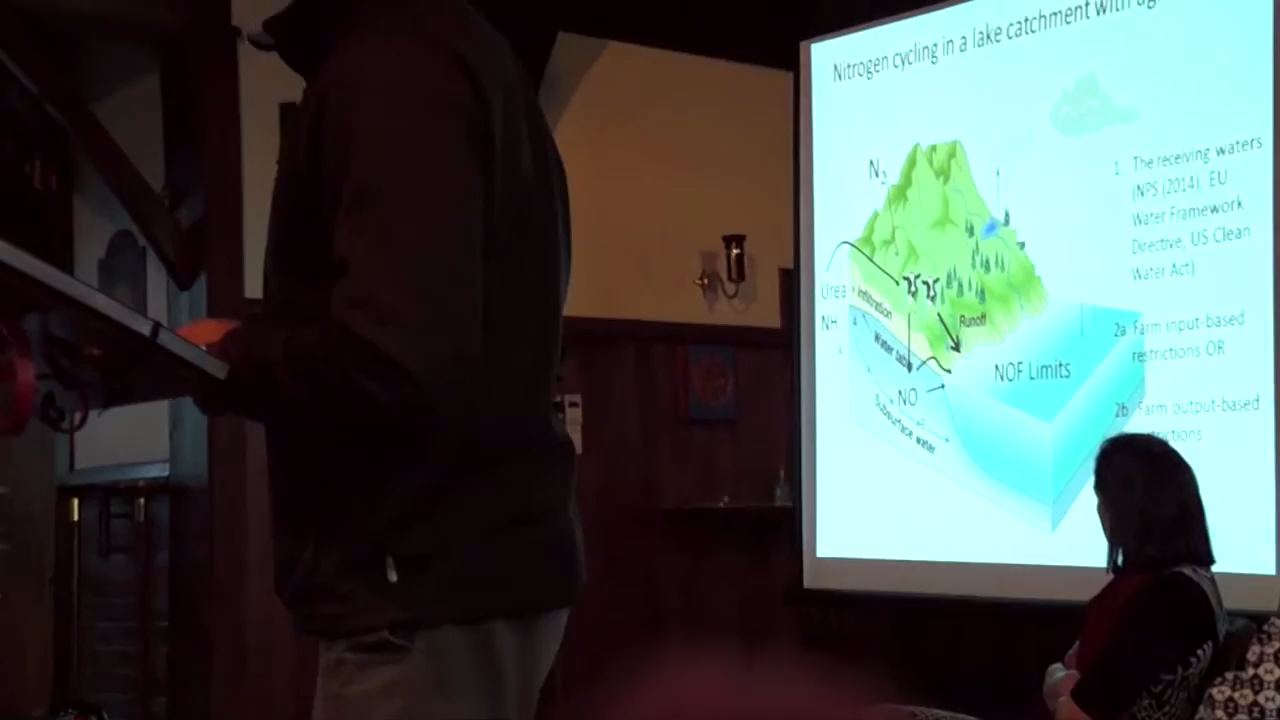 Nitrogen cycling in a lake catchment with
N2
1. The receiving waters
(NPS (2014), EU
Water Framework
Directive, US Clean
Water Act)
Urea
Infiltration
NH
Runoff
2a Farm input-based
restrictions OR
Water table
NOF Limits
NO
2b Farm output-based
Subsurface water